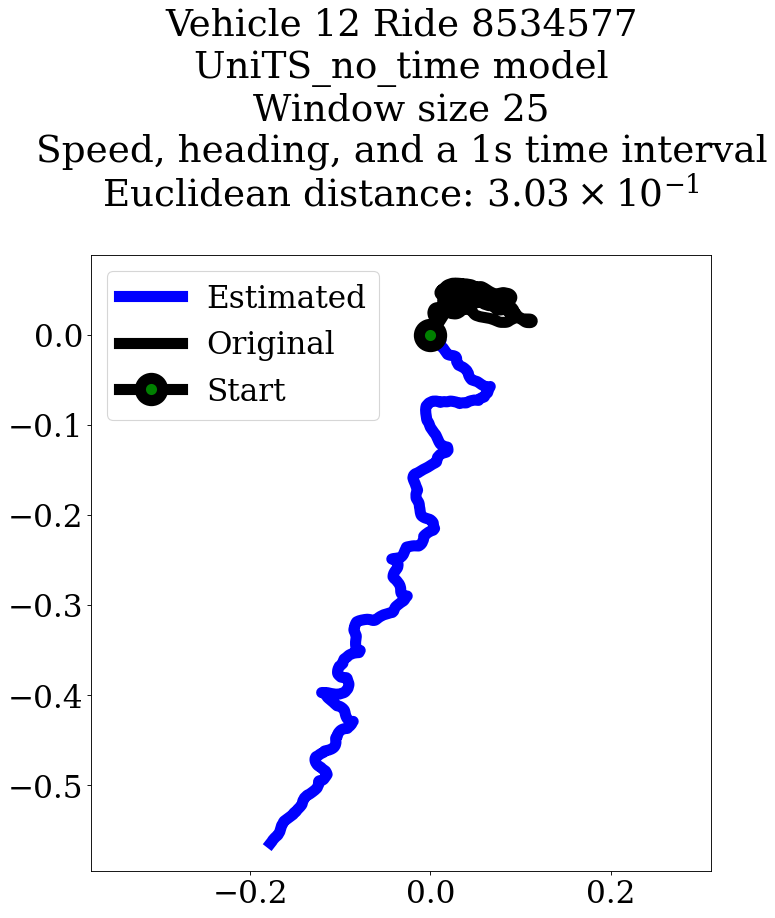 Vehicle 12 Ride 8534577
UniTS_no_time model
Window size 25
Speed, heading, and a 1s time interval
Euclidean distance: 3.03 × 10⁻¹
Estimated
Original
Start
0.0
−0.1
−0.2
−0.3
−0.4
−0.5
−0.2
0.0
0.2